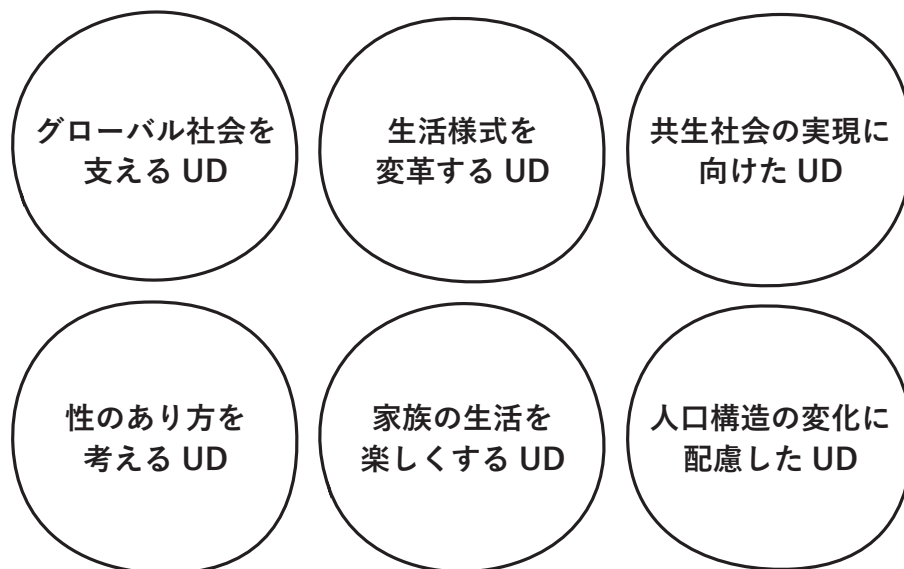 グローバル社会を
支える UD
生活様式を
変革する UD
共生社会の実現に
向けた UD
性のあり方を
考える UD
家族の生活を
楽しくする UD
人口構造の変化に
配慮した UD